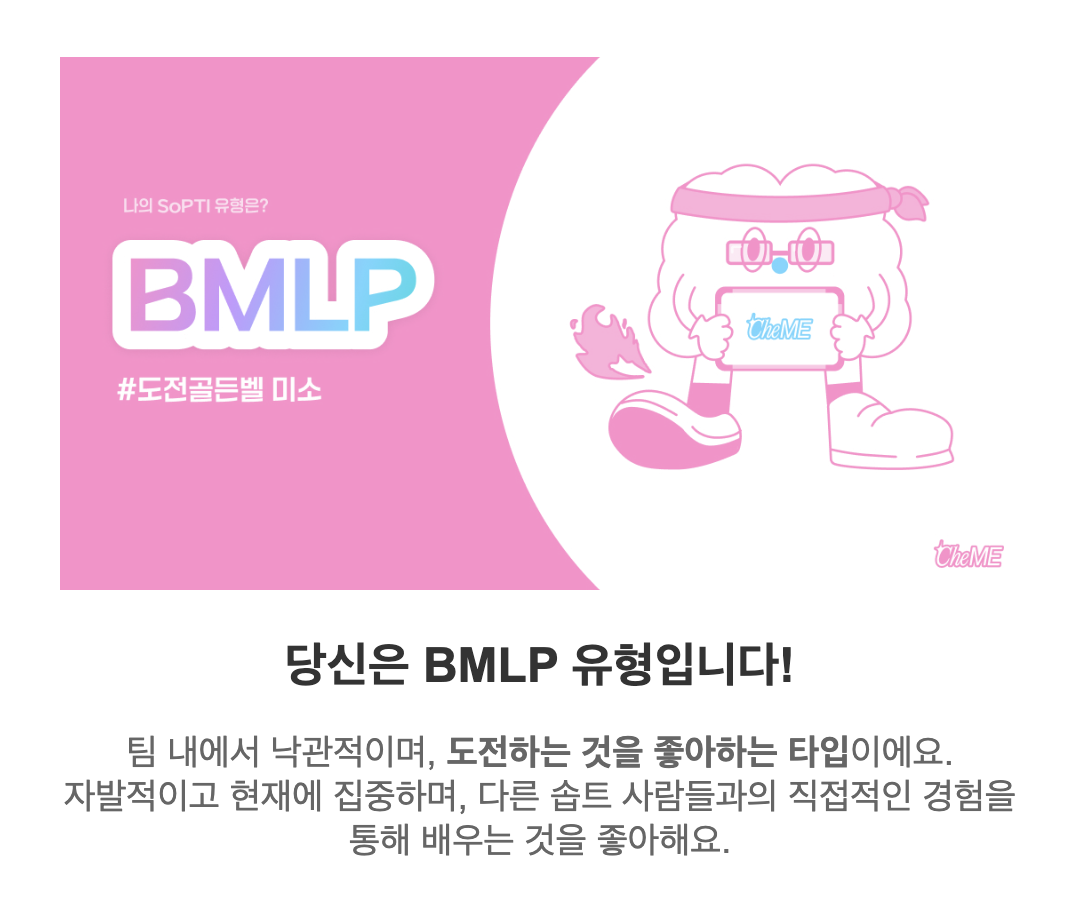 나의 SoPTI 유형은?
BMLP
#도전골든벨 미소
CheME
CheME
당신은 BMLP 유형입니다!
팀 내에서 낙관적이며, 도전하는 것을 좋아하는 타입이에요.
자발적이고 현재에 집중하며, 다른 솝트 사람들과의 직접적인 경험을
통해 배우는 것을 좋아해요.